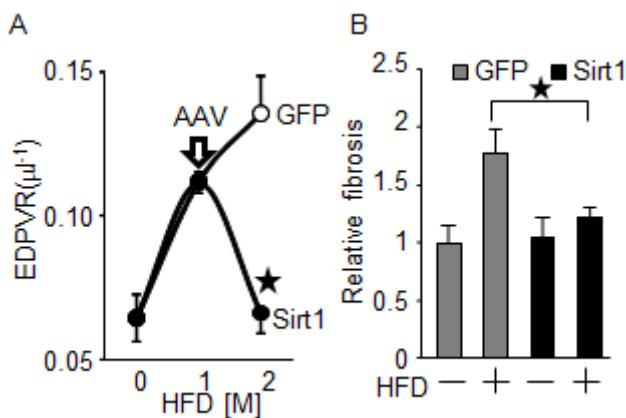 A
EDPVR(µl⁻¹)
0.15
0.10
0.05
AAV
GFP
★
Sirt1
0 1 2
HFD [M]
B
Relative fibrosis
2.5
2
1.5
1
0.5
0
GFP Sirt1
★
HFD — + — +